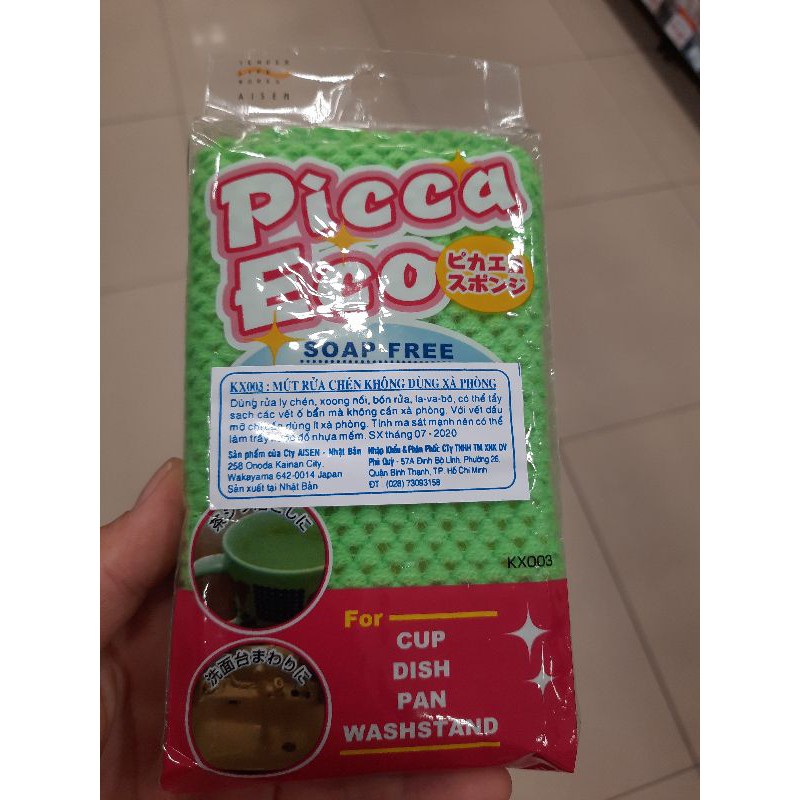 AISEN
Picca
Eco
ピカエコ
スポンジ
SOAP FREE
KX003 : MÚT RỬA CHÉN KHÔNG DÙNG XÀ PHÒNG
Dùng rửa ly chén, xoong nồi, bồn rửa, la-va-bô, có thể tẩy
sạch các vết ố bẩn mà không cần xà phòng. Với vết dầu
mỡ chỉ cần dùng ít xà phòng. Tính ma sát mạnh nên có thể
làm trầy đồ nhựa mềm. SX tháng 07 - 2020
Sản phẩm của Cty AISEN - Nhật Bản
258 Onoda Kainan City,
Wakayama 642-0014 Japan
Sản xuất tại Nhật Bản
Nhập Khẩu & Phân Phối: CTy TNHH TM XNK DV
Phú Quý - 57A Đinh Bộ Lĩnh, Phường 26,
Quận Bình Thạnh, TP. Hồ Chí Minh
ĐT (028) 73093158
KX003
For
CUP
DISH
PAN
WASHSTAND
洗面台まわりに